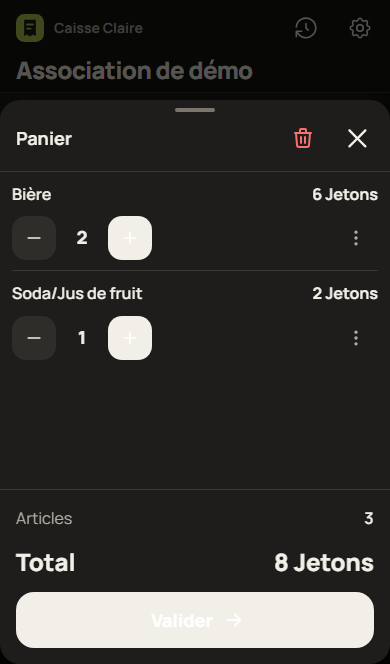 Caisse Claire
Association de démo
Panier
Bière 6 Jetons
2
Soda/Jus de fruit 2 Jetons
1
Articles 3
Total 8 Jetons
Valider